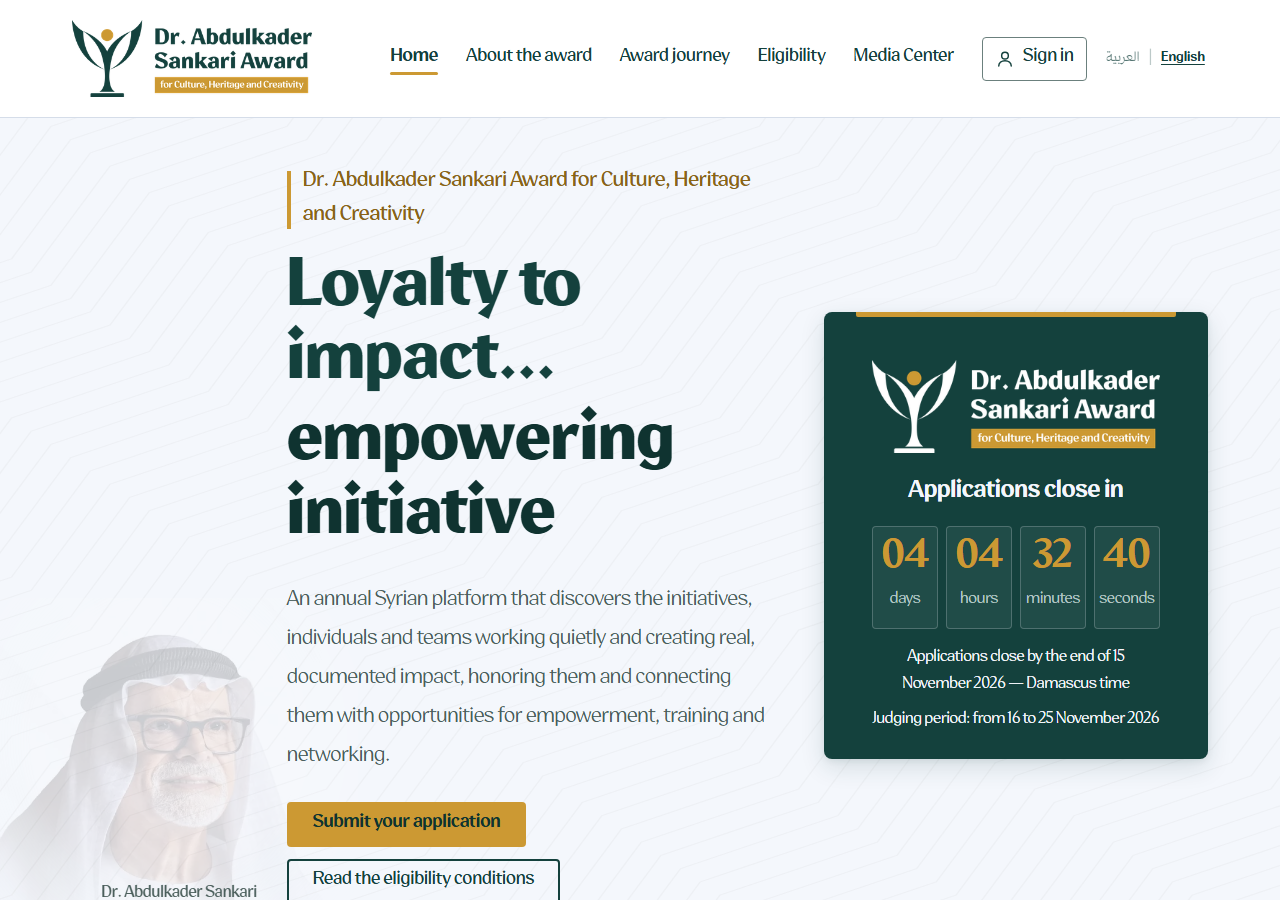 Dr. Abdulkader
Sankari Award
for Culture, Heritage and Creativity
Home
About the award
Award journey
Eligibility
Media Center
Sign in
العربية
English
Dr. Abdulkader Sankari Award for Culture, Heritage
and Creativity
Loyalty to
impact...
empowering
initiative
An annual Syrian platform that discovers the initiatives,
individuals and teams working quietly and creating real,
documented impact, honoring them and connecting
them with opportunities for empowerment, training and
networking.
Submit your application
Read the eligibility conditions
Dr. Abdulkader Sankari
Dr. Abdulkader
Sankari Award
for Culture, Heritage and Creativity
Applications close in
04 04 32 40
days hours minutes seconds
Applications close by the end of 15
November 2026 — Damascus time
Judging period: from 16 to 25 November 2026